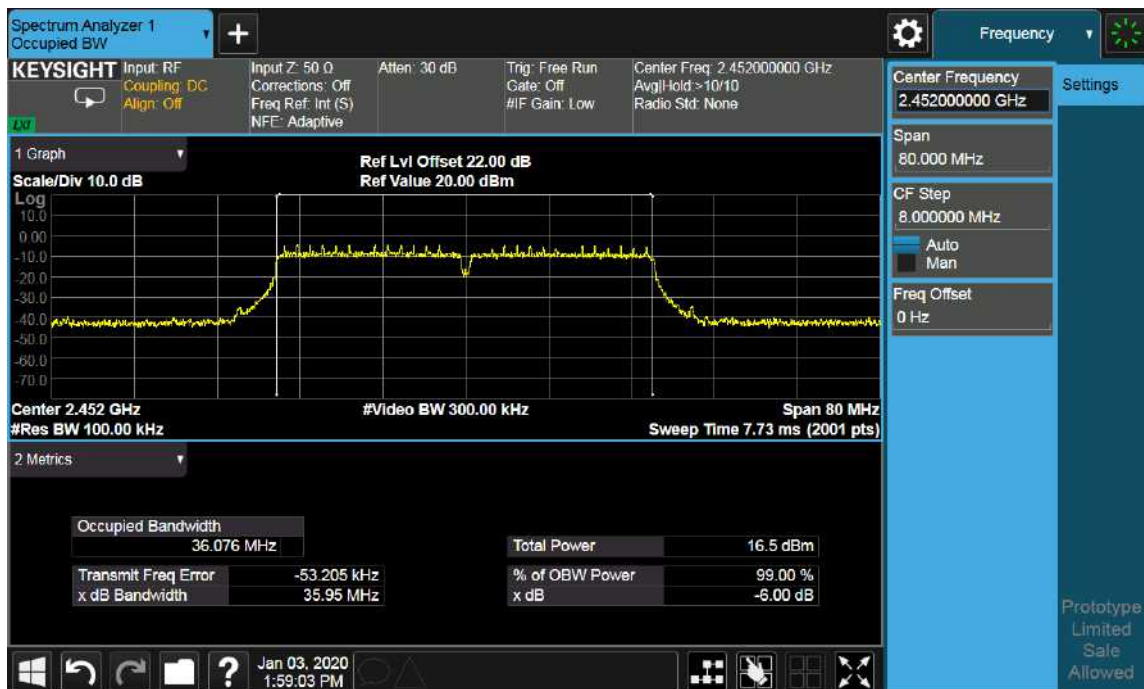 Spectrum Analyzer 1
Occupied BW
+
Frequency
KEYSIGHT
Input: RF
Coupling: DC
Align: Off
LXI
Input Z: 50 Ω
Corrections: Off
Freq Ref: Int (S)
NFE: Adaptive
Atten: 30 dB
Trig: Free Run
Gate: Off
#IF Gain: Low
Center Freq: 2.452000000 GHz
Avg|Hold:>10/10
Radio Std: None
Center Frequency
2.452000000 GHz
Settings
Span
80.000 MHz
CF Step
8.000000 MHz
Auto
Man
Freq Offset
0 Hz
1 Graph
Scale/Div 10.0 dB
Ref Lvl Offset 22.00 dB
Ref Value 20.00 dBm
Log
10.0
0.00
-10.0
-20.0
-30.0
-40.0
-50.0
-60.0
-70.0
Center 2.452 GHz
#Video BW 300.00 kHz
Span 80 MHz
#Res BW 100.00 kHz
Sweep Time 7.73 ms (2001 pts)
2 Metrics
Occupied Bandwidth
36.076 MHz
Total Power 16.5 dBm
Transmit Freq Error -53.205 kHz
% of OBW Power 99.00 %
x dB Bandwidth 35.95 MHz
x dB -6.00 dB
Prototype
Limited
Sale
Allowed
?
Jan 03, 2020
1:59:03 PM